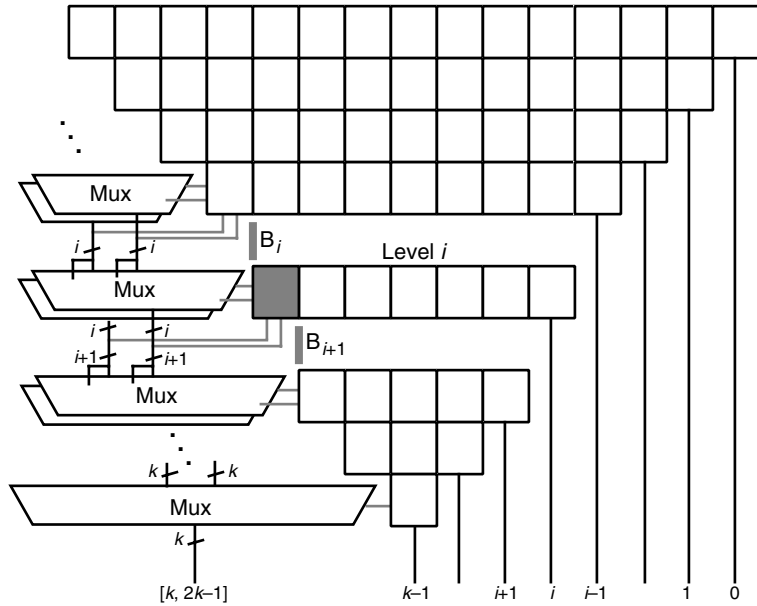 Mux
B_i
i i
Level i
Mux
i i
B_{i+1}
i+1 i+1
Mux
k k
Mux
k
[k, 2k–1] k–1 i+1 i i–1 1 0